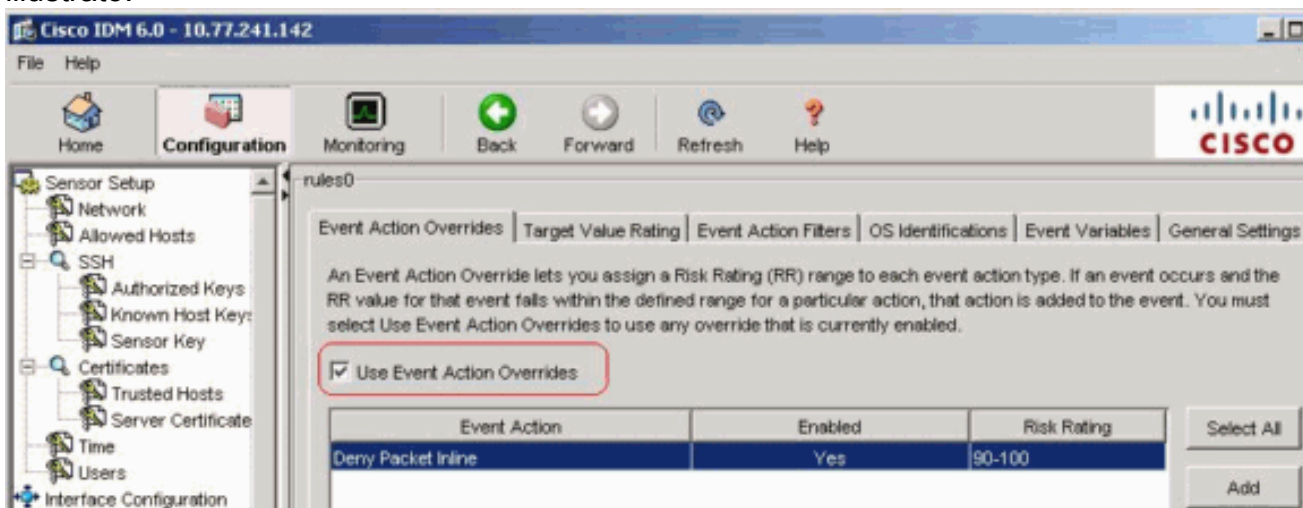 illustrate:
Cisco IDM 6.0 - 10.77.241.142
File Help
Home Configuration Monitoring Back Forward Refresh Help
CISCO
Sensor Setup
Network
Allowed Hosts
SSH
Authorized Keys
Known Host Key
Sensor Key
Certificates
Trusted Hosts
Server Certificate
Time
Users
Interface Configuration
rules0
Event Action Overrides Target Value Rating Event Action Filters OS Identifications Event Variables General Settings
An Event Action Override lets you assign a Risk Rating (RR) range to each event action type. If an event occurs and the
RR value for that event falls within the defined range for a particular action, that action is added to the event. You must
select Use Event Action Overrides to use any override that is currently enabled.
Use Event Action Overrides
Event Action Enabled Risk Rating
Deny Packet Inline Yes 90-100
Select All
Add